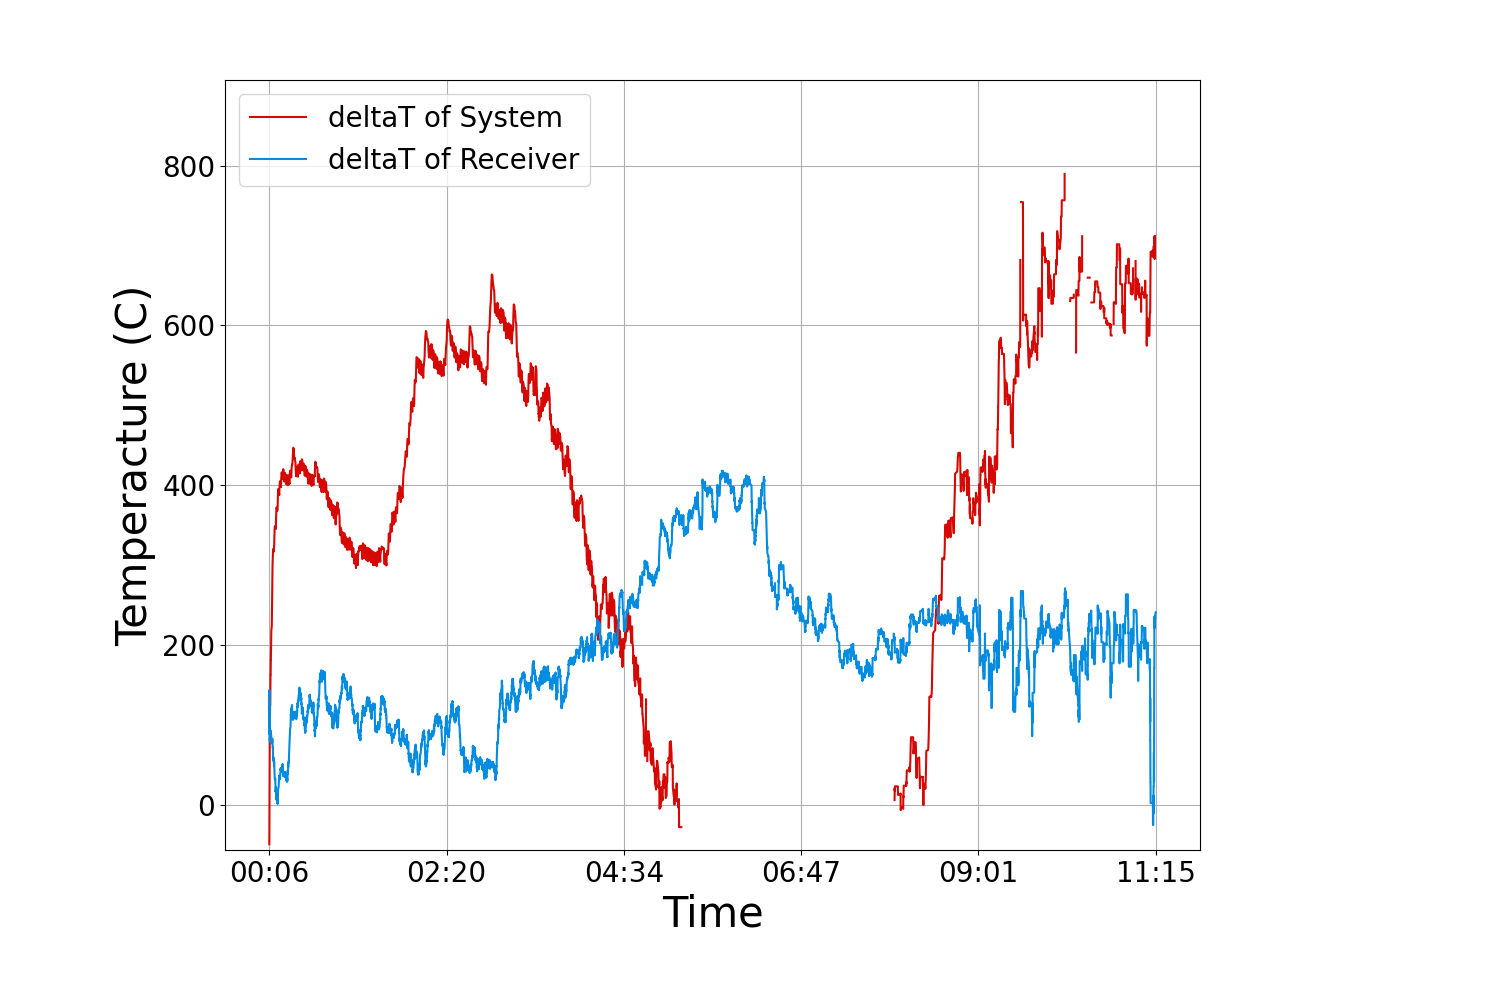 deltaT of System
deltaT of Receiver
800
600
400
200
0
Temperacture (C)
00:06 02:20 04:34 06:47 09:01 11:15
Time